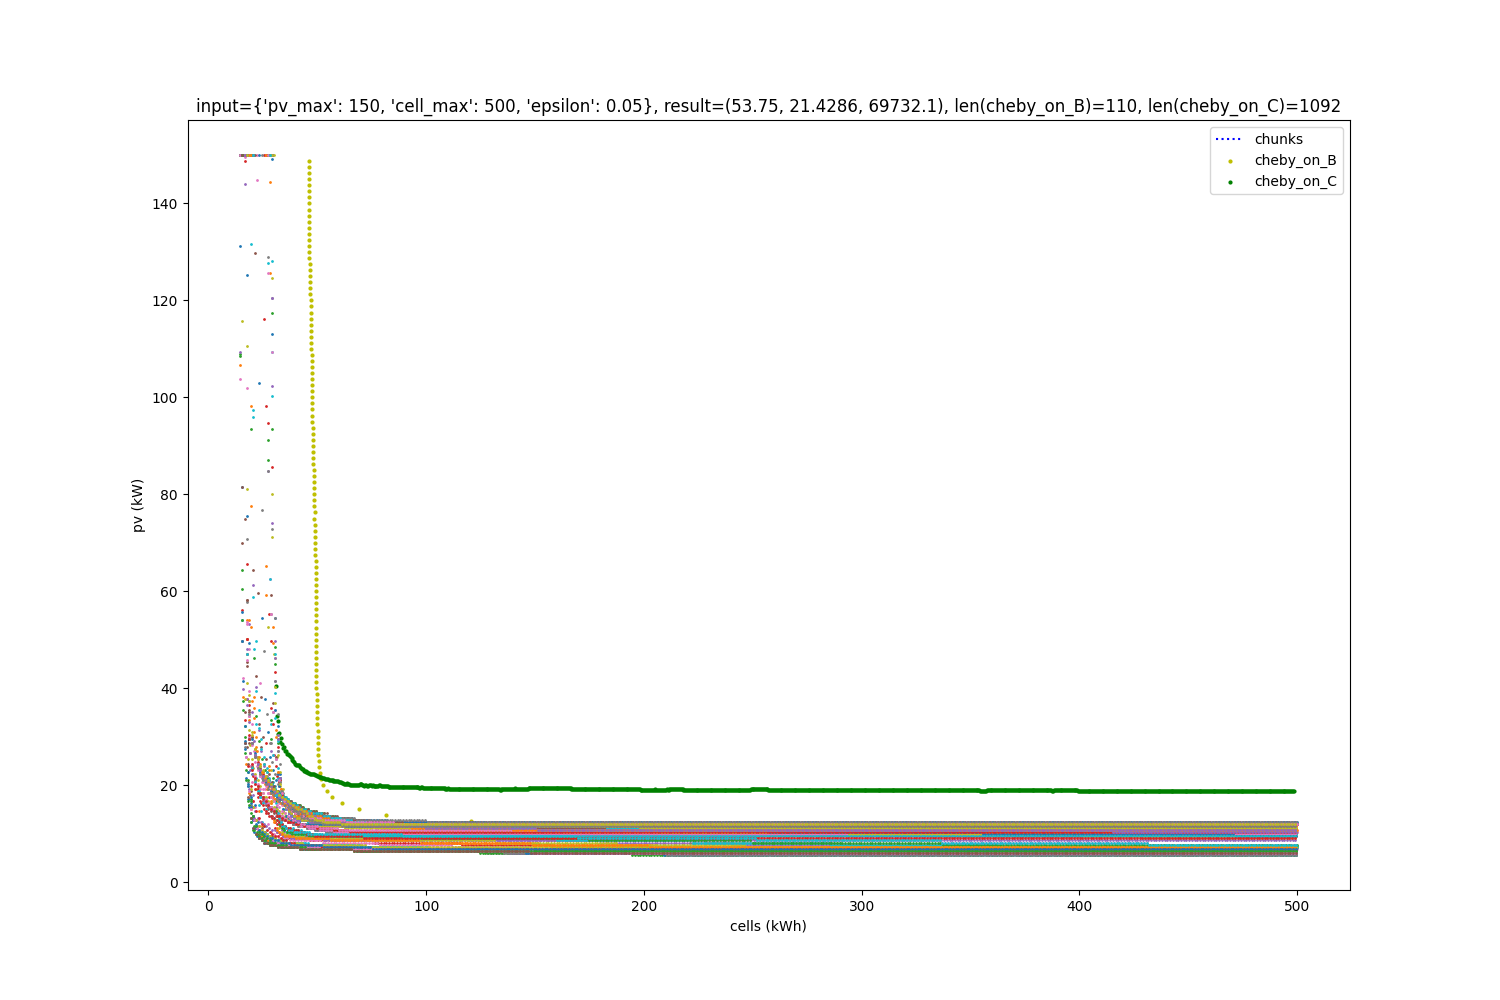 input={'pv_max': 150, 'cell_max': 500, 'epsilon': 0.05}, result=(53.75, 21.4286, 69732.1), len(cheby_on_B)=110, len(cheby_on_C)=1092
chunks
cheby_on_B
cheby_on_C
140
120
100
80
60
40
20
0
pv (kW)
0 100 200 300 400 500
cells (kWh)